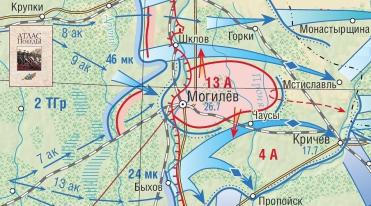 Крупки
АТЛАС
ПОБЕДЫ
8 ак
9 ак
46 мк
Шклов
Горки
Монастырщина
2 ТГр
13 А
Могилёв
26.7
Мстиславль
Чаусы
Кричев
17.7
4 А
7 ак
13 ак
24 мк
Быхов
Пропойск